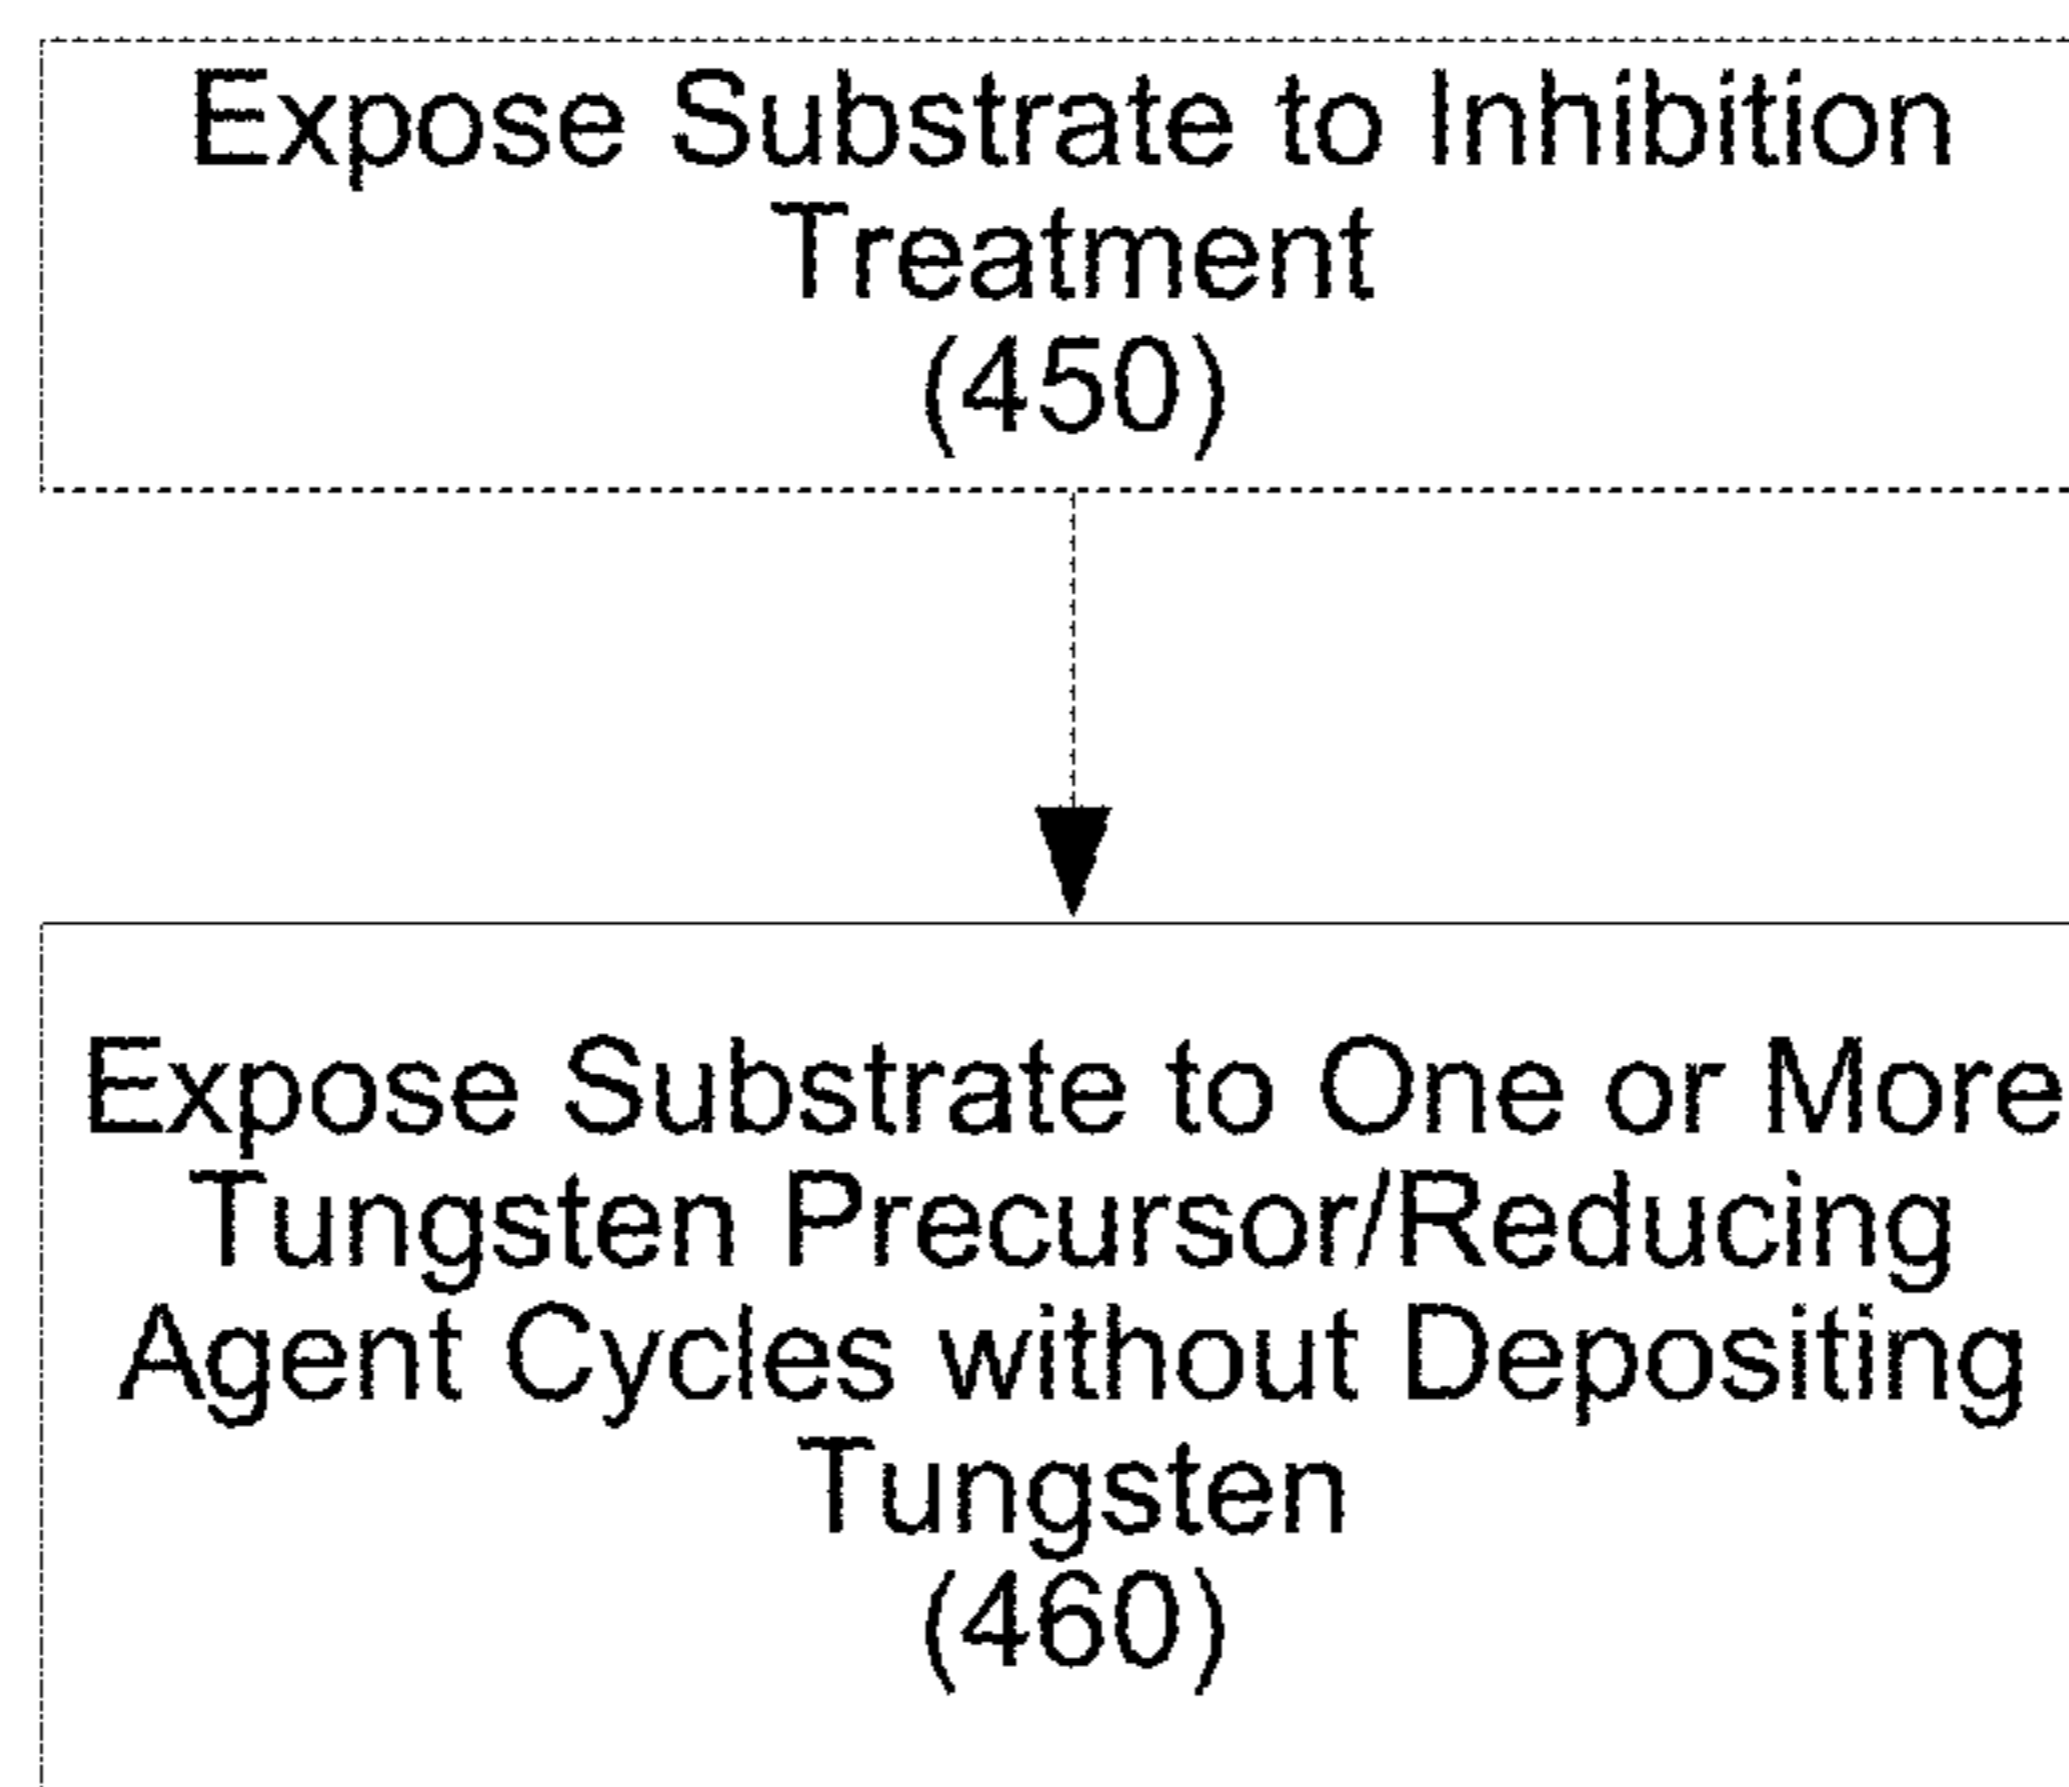 Expose Substrate to Inhibition
Treatment
(450)
Expose Substrate to One or More
Tungsten Precursor/Reducing
Agent Cycles without Depositing
Tungsten
(460)